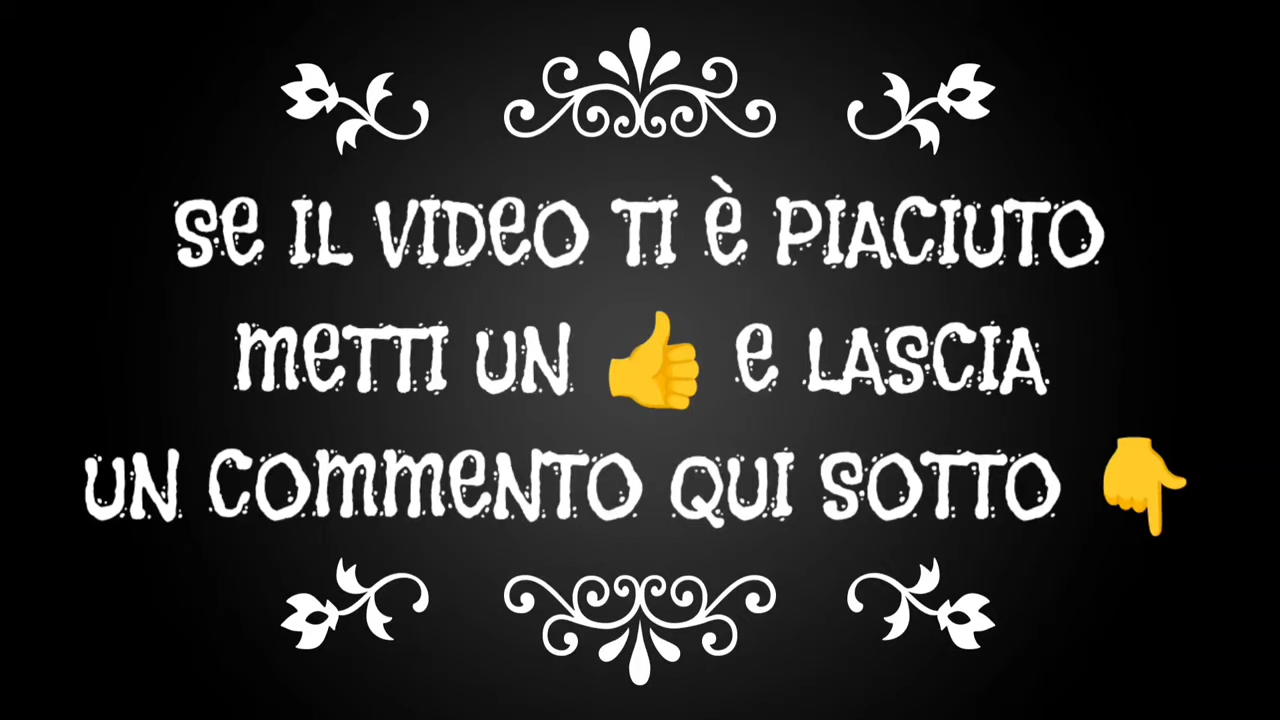 Se il video ti è piaciuto
metti un 👍 e lascia
un commento qui sotto 👇